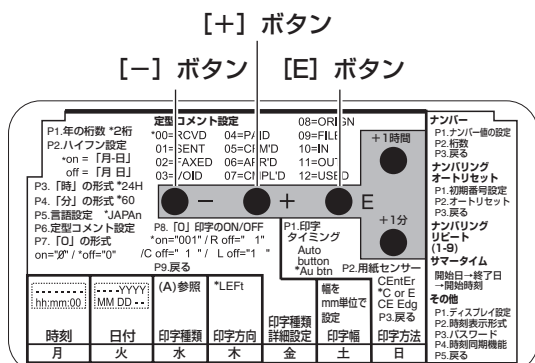 ［＋］ボタン
［－］ボタン ［E］ボタン
P1.年の桁数 *2桁
P2.ハイフン設定
*on = 「月-日」
off = 「月 日」
P3.「時」の形式 *24H
P4.「分」の形式 *60
P5.言語設定 *JAPAn
P6.定型コメント設定
P7.「0」の形式
on="0" / *off="0"
定型コメント設定
*00=RCVD 04=PAID 08=ORIGN
01=SENT 05=CFM'D 09=FILE
02=FAXED 06=APR'D 10=IN
03=VOID 07=CMPL'D 11=OUT
12=USED
－ ＋ E
+1時間
+1分
P8.「0」印字のON/OFF
*on="001" / R off=" 1"
/C off=" 1 " / L off="1 "
P9.戻る
P1.印字
タイミング
Auto
button
*Au btn
P2.用紙センサー
CEntEr
*C or E
CE Edg
P3.戻る
ナンバー
P1.ナンバー値の設定
P2.桁数
P3.戻る
ナンバリング
オートリセット
P1.初期番号設定
P2.オートリセット
P3.戻る
ナンバリング
リピート
(1-9)
サマータイム
開始日→終了日
→開始時刻
その他
P1.ディスプレイ設定
P2.時刻表示形式
P3.パスワード
P4.時刻同期機能
P5.戻る
hh:mm:00
YYYY
MM DD
(A)参照
*LEFt
幅を
mm単位で
設定
時刻 日付 印字種類 印字方向 印字種類詳細設定 印字幅 印字方法
月 火 水 木 金 土 日